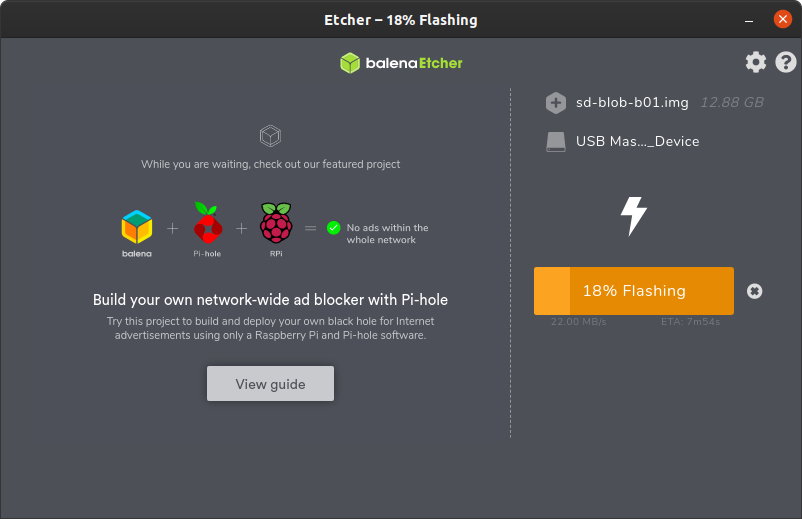 Etcher – 18% Flashing
balenaEtcher
While you are waiting, check out our featured project
balena
+
Pi-hole
+
RPi
=
No ads within the
whole network
Build your own network-wide ad blocker with Pi-hole
Try this project to build and deploy your own black hole for Internet
advertisements using only a Raspberry Pi and Pi-hole software.
View guide
sd-blob-b01.img 12.88 GB
USB Mas..._Device
18% Flashing
22.00 MB/s ETA: 7m54s